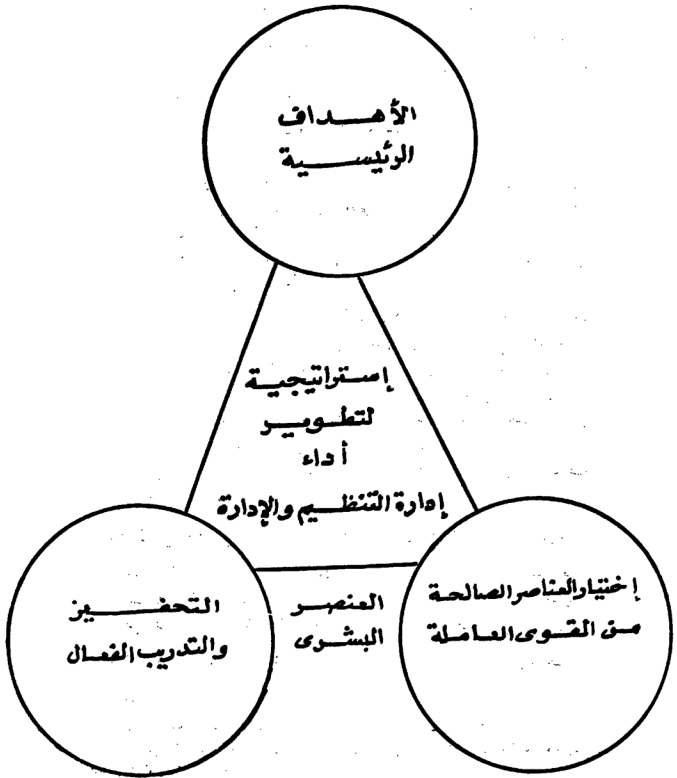 الأهداف
الرئيسية
إستراتيجية
لتطوير
أداء
إدارة التنظيم والإدارة
إختيار العناصر الصالحة
من القوى العاملة
العنصر
البشرى
التحفيز
والتدريب الفعال